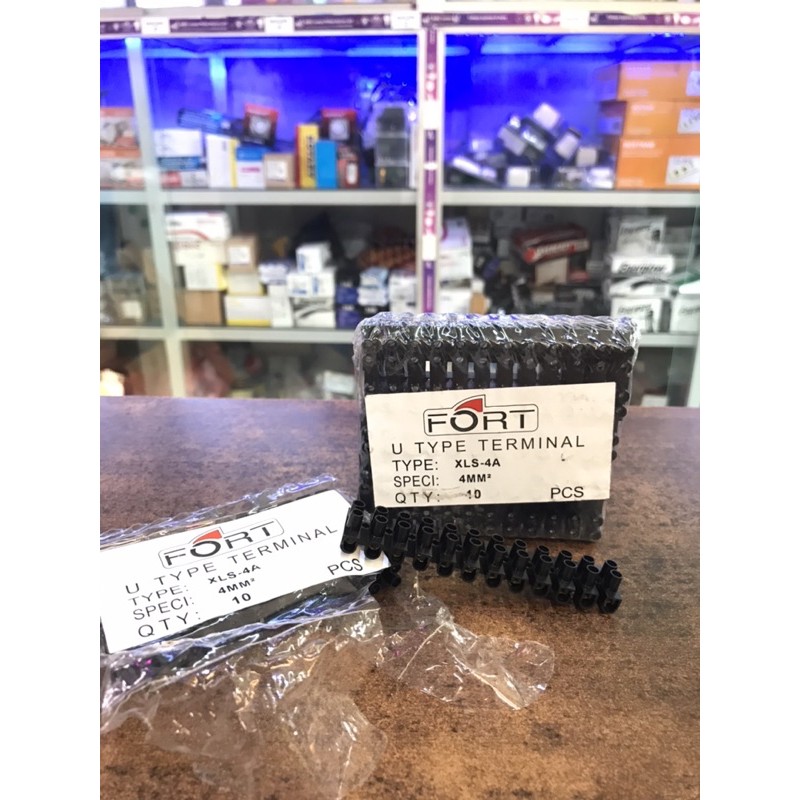 FORT
U TYPE TERMINAL
TYPE: XLS-4A
SPECI: 4MM²
QTY: 10 PCS
FORT
U TYPE TERMINAL
TYPE: XLS-4A
SPECI: 4MM²
QTY: 10 PCS